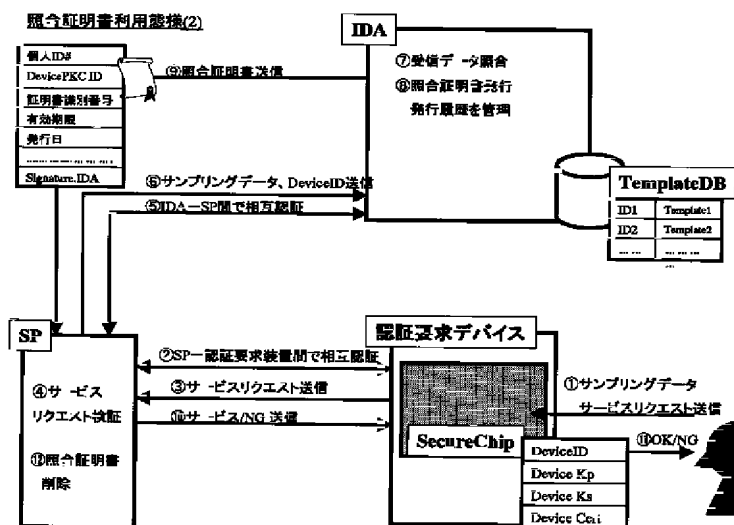 照合証明書利用態様(2)
IDA
個人ID#
DevicePKC ID
証明書識別番号
有効期限
発行日
.....................
Signature.IDA
⑨照合証明書送信
⑦受信データ照合
⑧照合証明書発行
発行履歴を管理
⑥サンプリングデータ、DeviceID送信
⑤IDA－SP間で相互認証
TemplateDB
ID1 Template1
ID2 Template2
...... ......
...
SP
認証要求デバイス
②SP－認証要求装置間で相互認証
③サービスリクエスト送信
⑩サービス/NG 送信
④サービス
リクエスト検証
⑫照合証明書
削除
①サンプリングデータ
サービスリクエスト送信
SecureChip
⑪OK/NG
DeviceID
Device Kp
Device Ks
Device Ceri